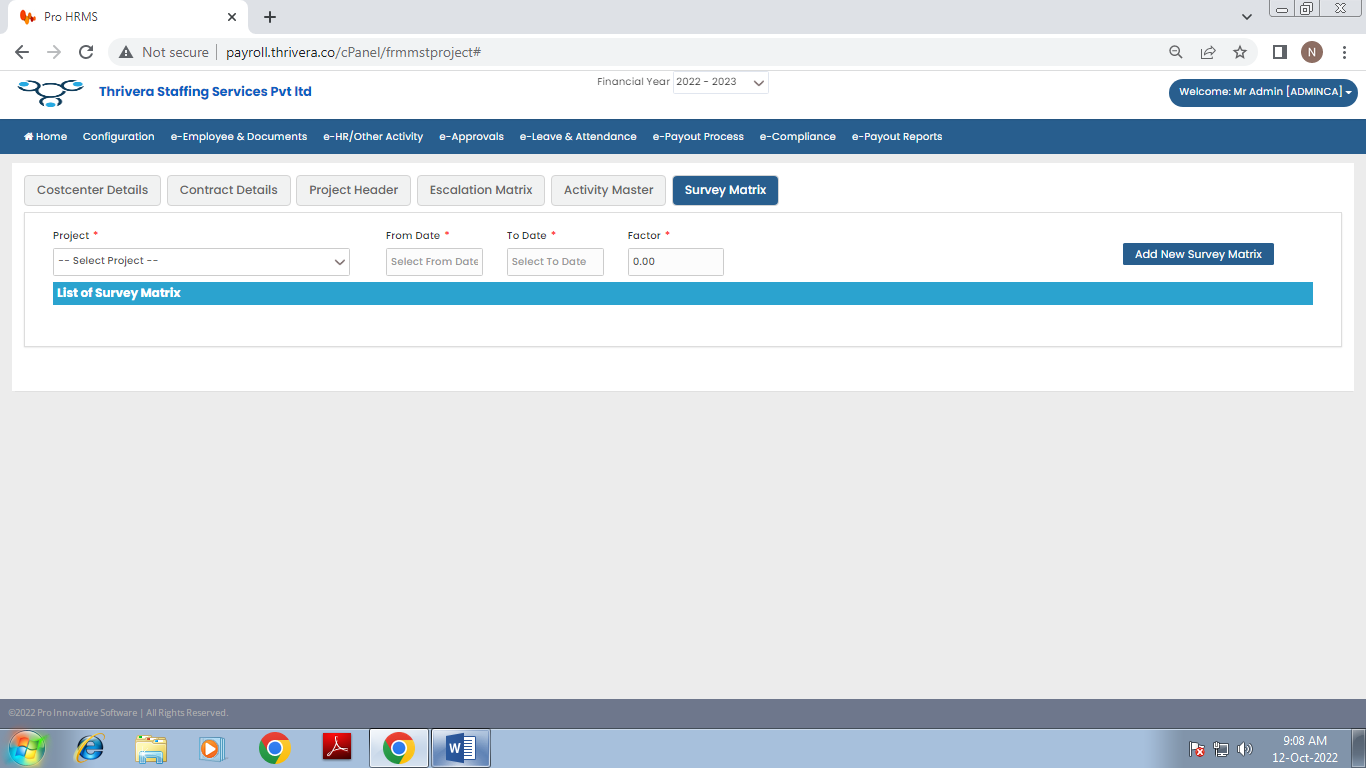 Pro HRMS
Not secure
payroll.thrivera.co/cPanel/frmmstproject#
N
Thrivera Staffing Services Pvt ltd
Financial Year 2022 - 2023
Welcome: Mr Admin [ADMINCA]
Home Configuration e-Employee & Documents e-HR/Other Activity e-Approvals e-Leave & Attendance e-Payout Process e-Compliance e-Payout Reports
Costcenter Details Contract Details Project Header Escalation Matrix Activity Master Survey Matrix
Project * From Date * To Date * Factor *
-- Select Project -- Select From Date Select To Date 0.00 Add New Survey Matrix
List of Survey Matrix
©2022 Pro Innovative Software | All Rights Reserved.
W
9:08 AM
12-Oct-2022